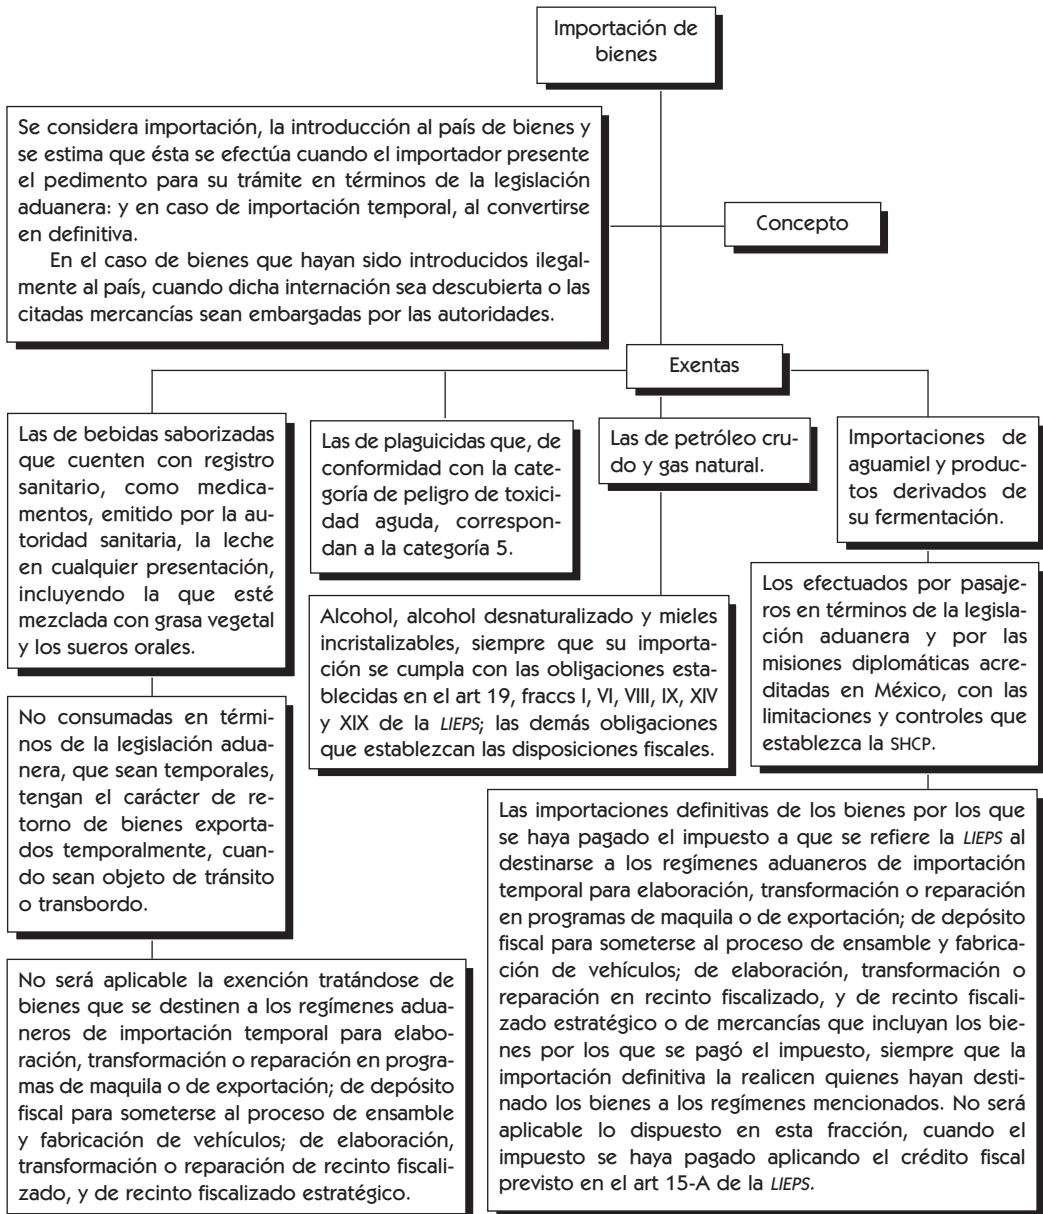 Importación de
bienes
Se considera importación, la introducción al país de bienes y
se estima que ésta se efectúa cuando el importador presente
el pedimento para su trámite en términos de la legislación
aduanera: y en caso de importación temporal, al convertirse
en definitiva.
En el caso de bienes que hayan sido introducidos ilegal-
mente al país, cuando dicha internación sea descubierta o las
citadas mercancías sean embargadas por las autoridades.
Concepto
Exentas
Las de bebidas saborizadas
que cuenten con registro
sanitario, como medica-
mentos, emitido por la au-
toridad sanitaria, la leche
en cualquier presentación,
incluyendo la que esté
mezclada con grasa vegetal
y los sueros orales.
Las de plaguicidas que, de
conformidad con la cate-
goría de peligro de toxici-
dad aguda, correspon-
dan a la categoría 5.
Las de petróleo cru-
do y gas natural.
Importaciones de
aguamiel y produc-
tos derivados de
su fermentación.
Alcohol, alcohol desnaturalizado y mieles
incristalizables, siempre que su importa-
ción se cumpla con las obligaciones esta-
blecidas en el art 19, fraccs I, VI, VIII, IX, XIV
y XIX de la LIEPS; las demás obligaciones
que establezcan las disposiciones fiscales.
Los efectuados por pasaje-
ros en términos de la legisla-
ción aduanera y por las
misiones diplomáticas acre-
ditadas en México, con las
limitaciones y controles que
establezca la SHCP.
No consumadas en térmi-
nos de la legislación adua-
nera, que sean temporales,
tengan el carácter de re-
torno de bienes exporta-
dos temporalmente, cuan-
do sean objeto de tránsito
o transbordo.
Las importaciones definitivas de los bienes por los que
se haya pagado el impuesto a que se refiere la LIEPS al
destinarse a los regímenes aduaneros de importación
temporal para elaboración, transformación o reparación
en programas de maquila o de exportación; de depósito
fiscal para someterse al proceso de ensamble y fabrica-
ción de vehículos; de elaboración, transformación o
reparación en recinto fiscalizado, y de recinto fiscali-
zado estratégico o de mercancías que incluyan los bie-
nes por los que se pagó el impuesto, siempre que la
importación definitiva la realicen quienes hayan desti-
nado los bienes a los regímenes mencionados. No será
aplicable lo dispuesto en esta fracción, cuando el
impuesto se haya pagado aplicando el crédito fiscal
previsto en el art 15-A de la LIEPS.
No será aplicable la exención tratándose de
bienes que se destinen a los regímenes adua-
neros de importación temporal para elabo-
ración, transformación o reparación en progra-
mas de maquila o de exportación; de depósito
fiscal para someterse al proceso de ensamble
y fabricación de vehículos; de elaboración,
transformación o reparación de recinto fiscali-
zado, y de recinto fiscalizado estratégico.